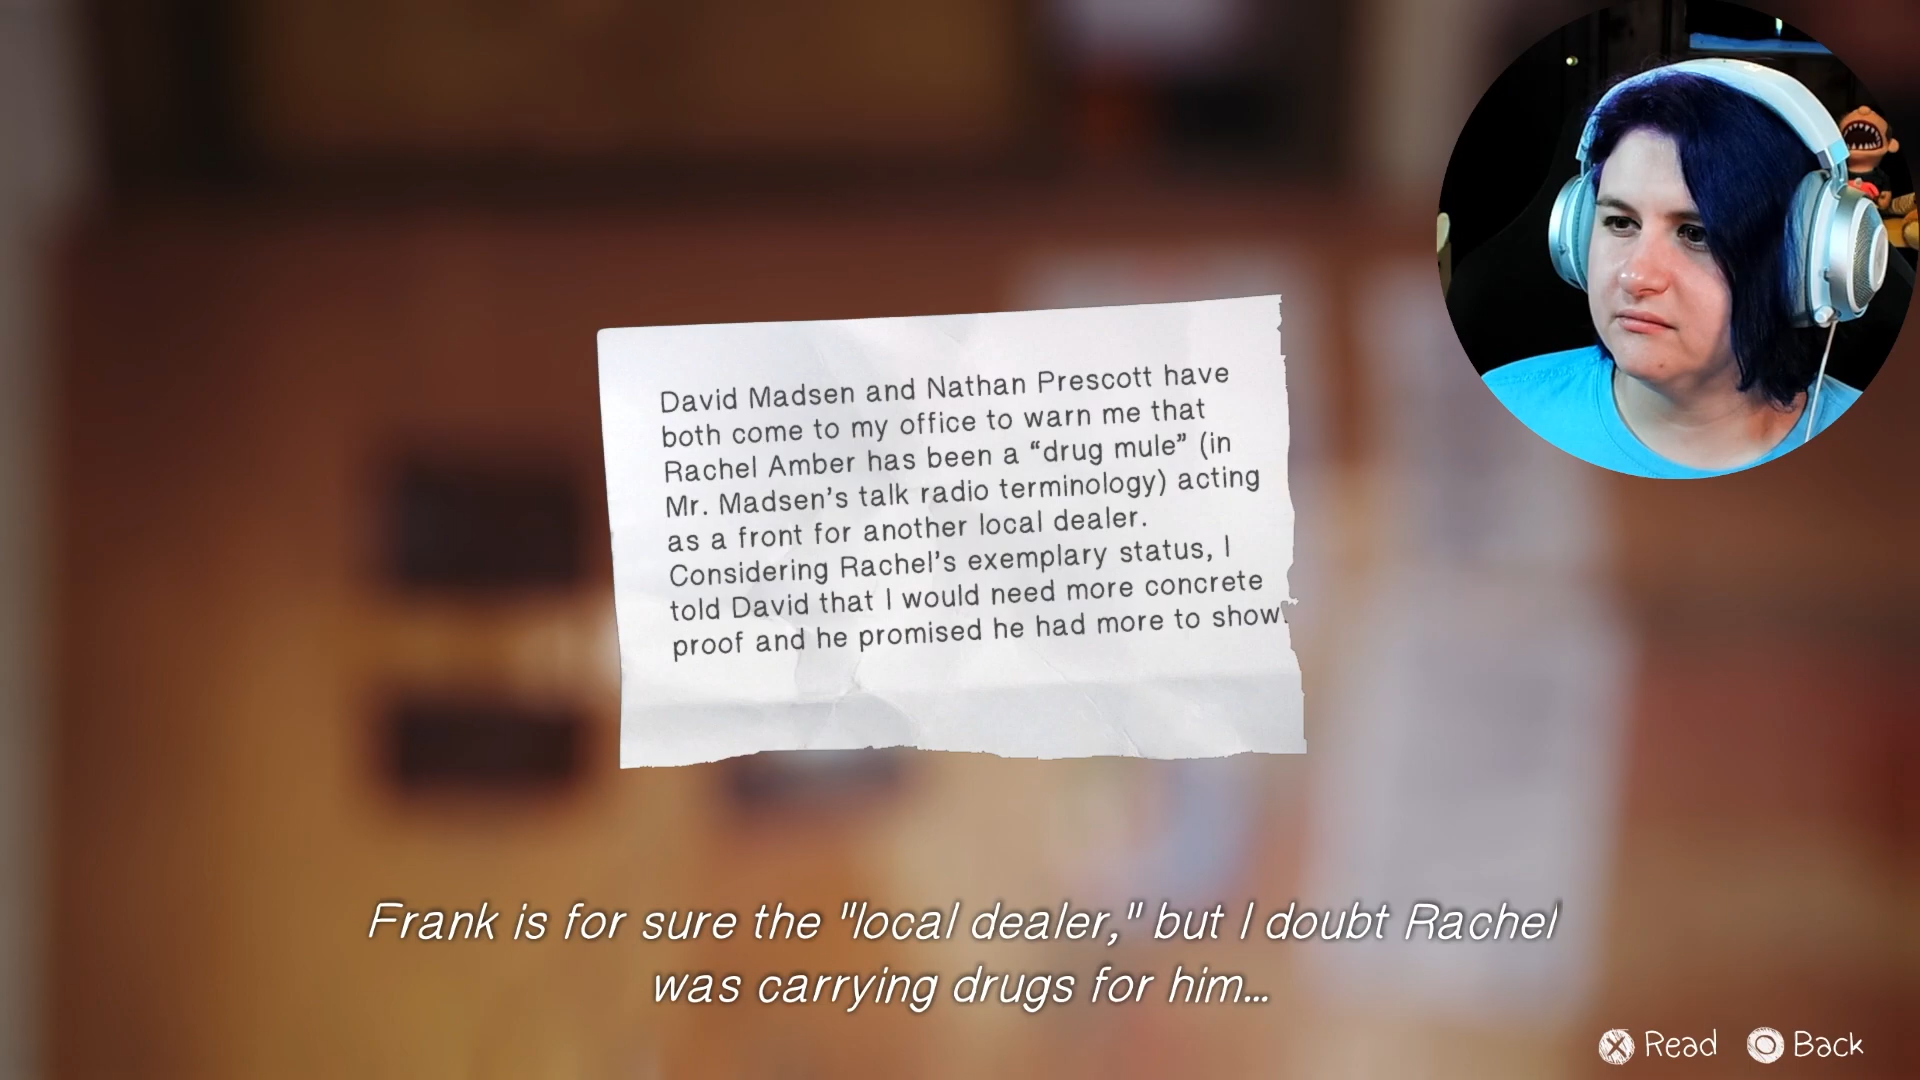 David Madsen and Nathan Prescott have
both come to my office to warn me that
Rachel Amber has been a “drug mule” (in
Mr. Madsen’s talk radio terminology) acting
as a front for another local dealer.
Considering Rachel’s exemplary status, I
told David that I would need more concrete
proof and he promised he had more to show.
Frank is for sure the "local dealer," but I doubt Rachel
was carrying drugs for him...
Read Back